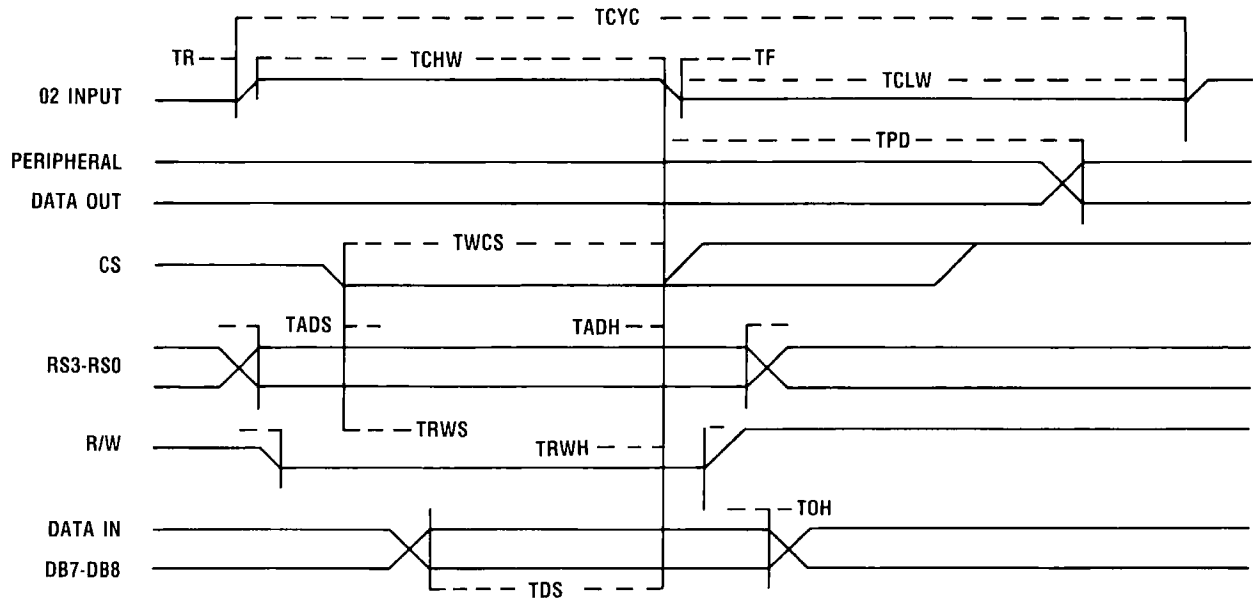 TCYC
TR
TCHW
TF
TCLW
02 INPUT
TPD
PERIPHERAL
DATA OUT
TWCS
CS
TADS
TADH
RS3-RS0
TRWS
R/W
TRWH
TOH
DATA IN
DB7-DB8
TDS